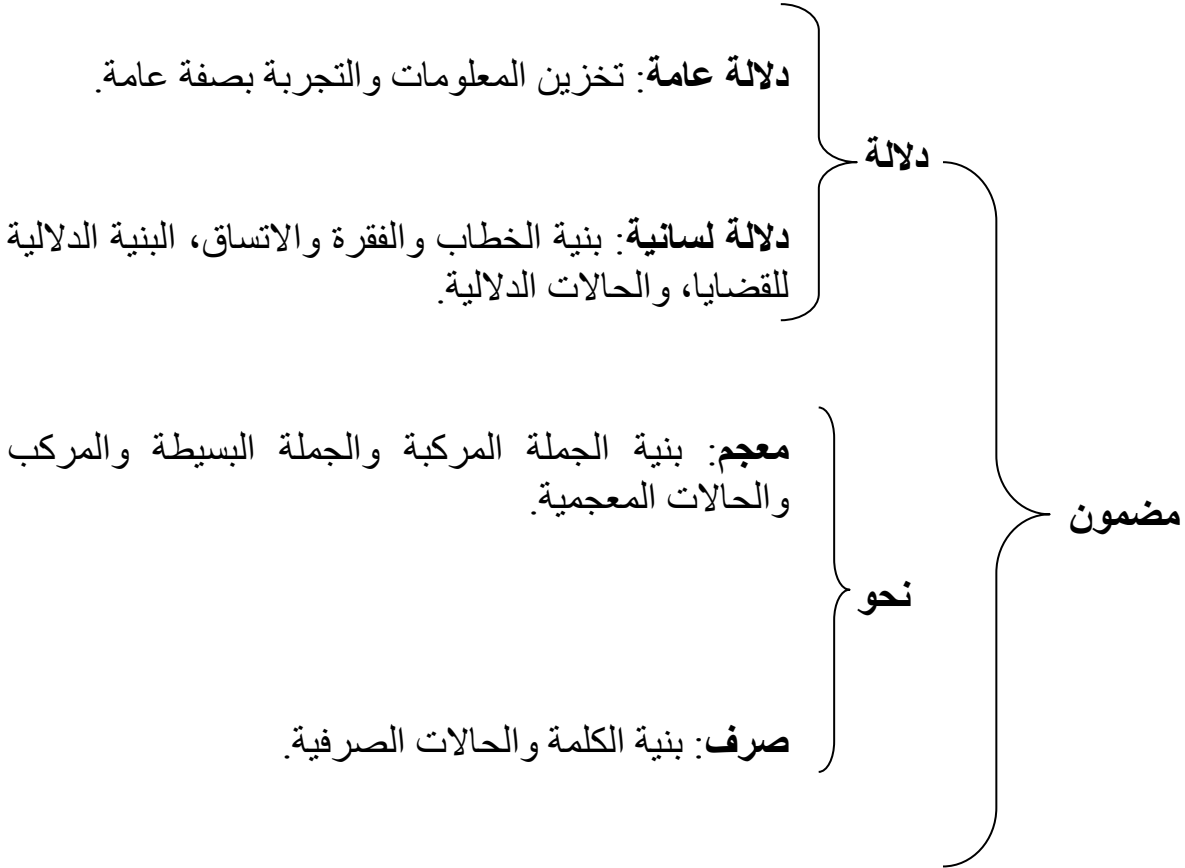 مضمون
دلالة
دلالة عامة: تخزين المعلومات والتجربة بصفة عامة.
دلالة لسانية: بنية الخطاب والفقرة والاتساق، البنية الدلالية
للقضايا، والحالات الدلالية.
نحو
معجم: بنية الجملة المركبة والجملة البسيطة والمركب
والحالات المعجمية.
صرف: بنية الكلمة والحالات الصرفية.